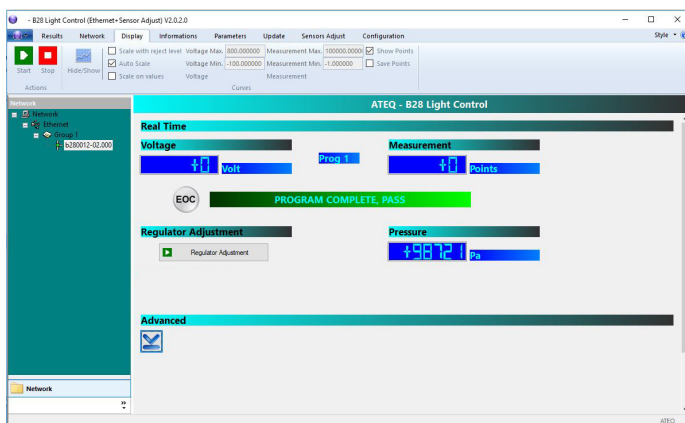 - B28 Light Control (Ethernet+Sensor Adjust) V2.0.2.0
Results Network Display Informations Parameters Update Sensors Adjust Configuration Style
Scale with reject level Voltage Max. 800.000000 Measurement Max. 100000.0000 Show Points
Auto Scale Voltage Min. -100.000000 Measurement Min. -1.000000 Save Points
Start Stop Hide/Show Scale on values Voltage Measurement
Actions Curves
Network
ATEQ - B28 Light Control
Network
Ethernet
Group 1
b280012-02.000
Real Time
Voltage Measurement
+0 Volt Prog 1 +0 Points
EOC PROGRAM COMPLETE, PASS
Regulator Adjustment Pressure
Regulator Adjustment +98721 Pa
Advanced
Network
ATEQ